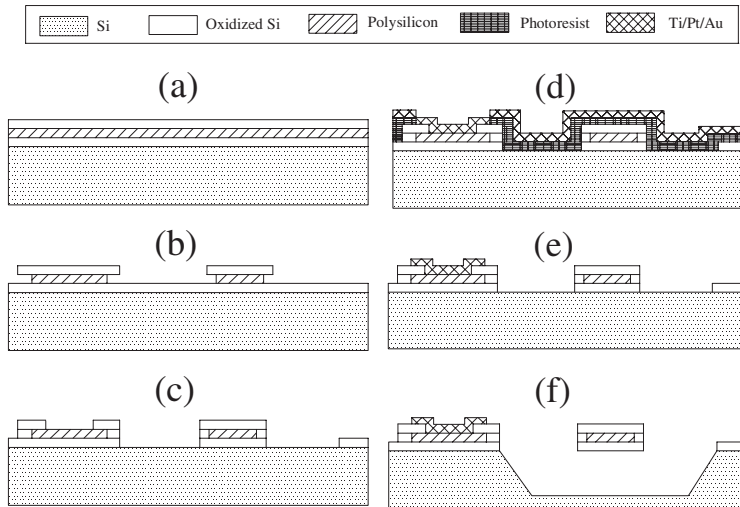 Si Oxidized Si Polysilicon Photoresist Ti/Pt/Au
(a) (d)
(b) (e)
(c) (f)